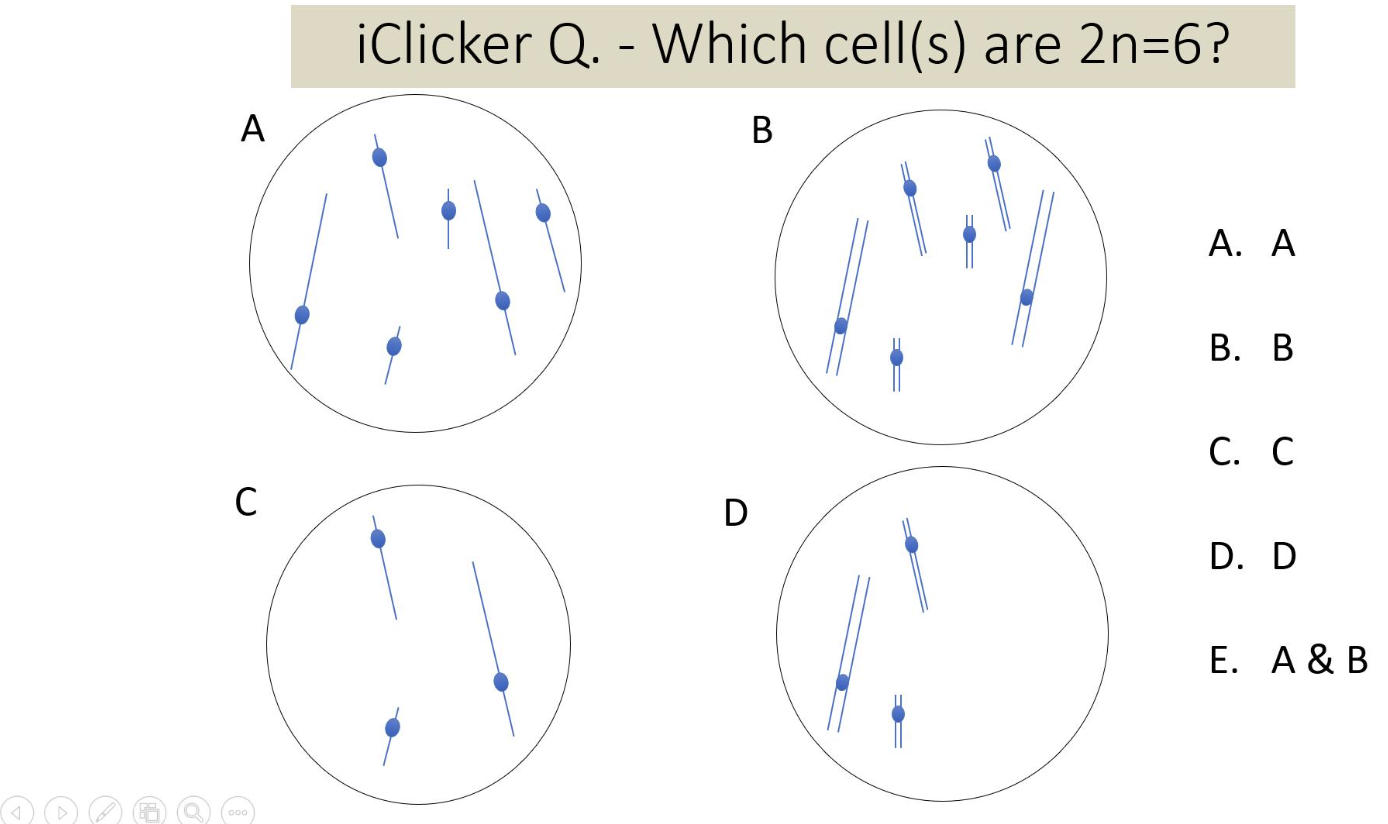 iClicker Q. - Which cell(s) are 2n=6?
A
B
C
D
A. A
B. B
C. C
D. D
E. A & B